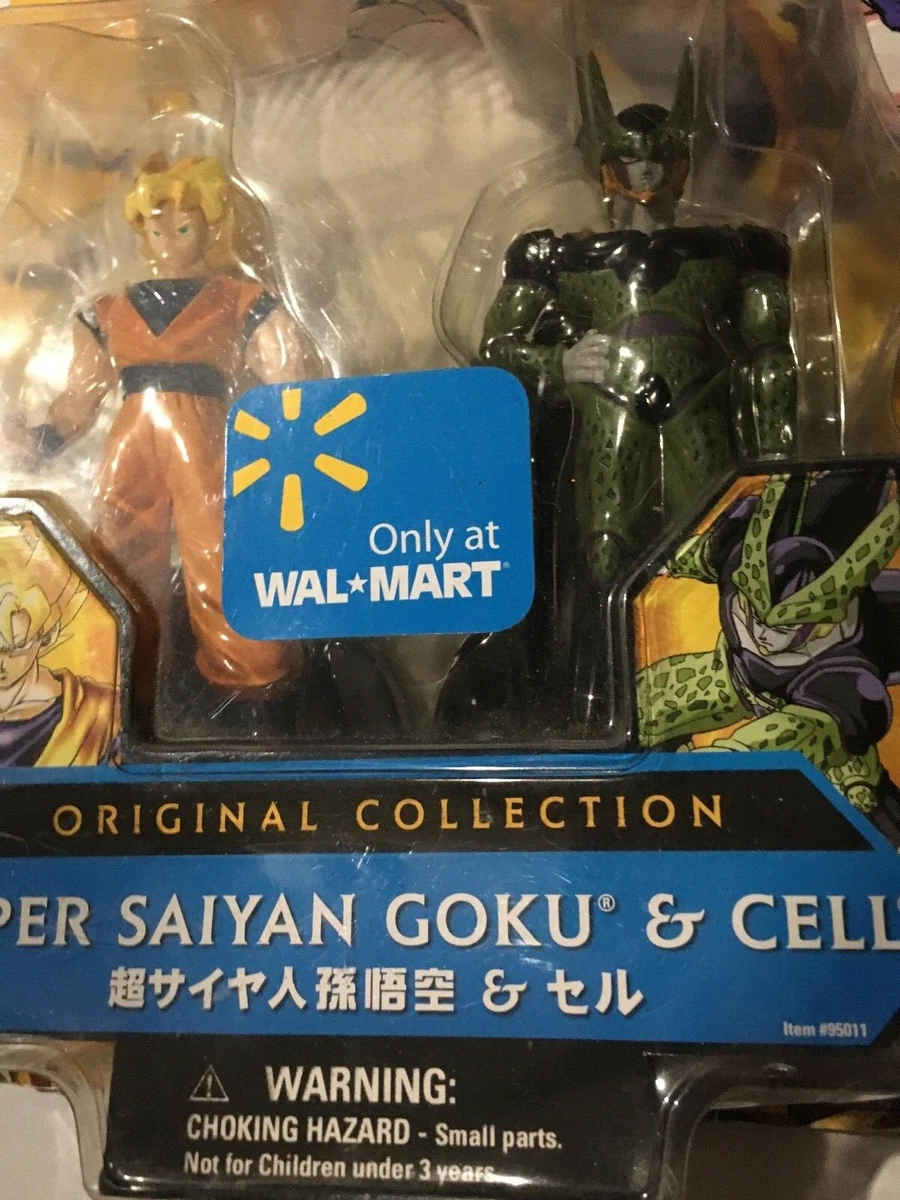 Only at
WAL★MART®
ORIGINAL COLLECTION
PER SAIYAN GOKU® & CELL
超サイヤ人孫悟空 & セル
Item #95011
WARNING:
CHOKING HAZARD - Small parts.
Not for Children under 3 years.